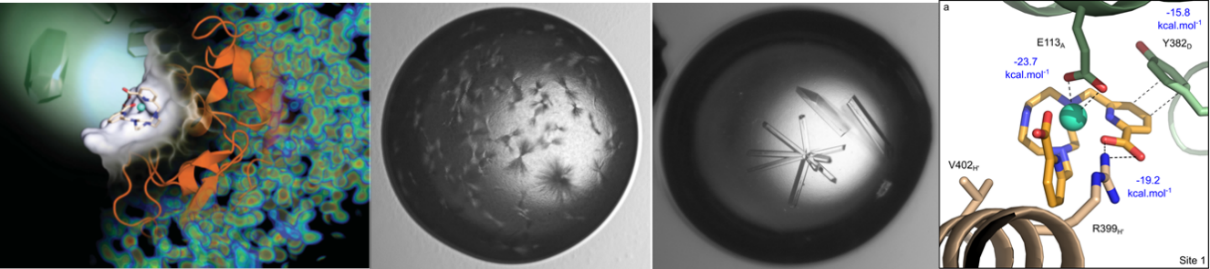 a
-15.8
kcal.mol-1
E113A
Y382D
-23.7
kcal.mol-1
V402H'
-19.2
kcal.mol-1
R399H'
Site 1